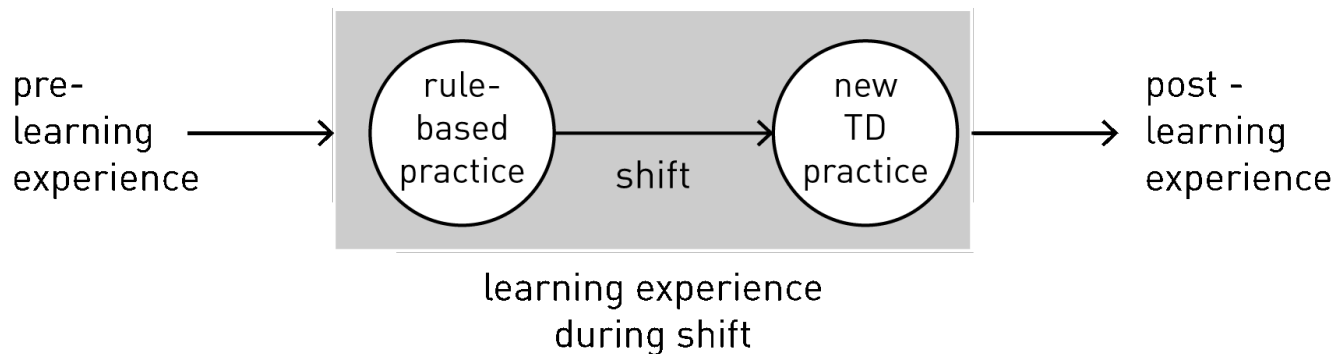 pre-
learning
experience
rule-
based
practice
shift
new
TD
practice
post -
learning
experience
learning experience
during shift